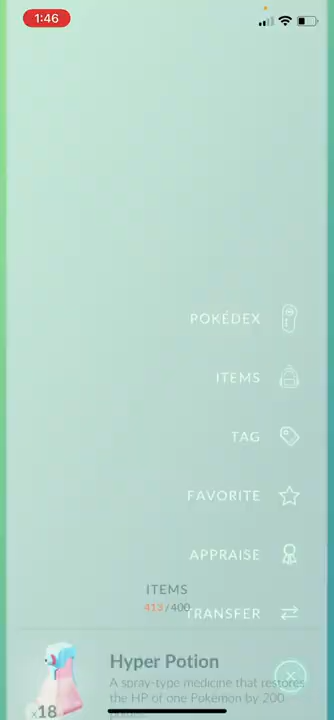 1:46
POKÉDEX
ITEMS
TAG
FAVORITE
APPRAISE
ITEMS
413/400
TRANSFER
Hyper Potion
A spray-type medicine that restores
the HP of one Pokémon by 200
points.
x18